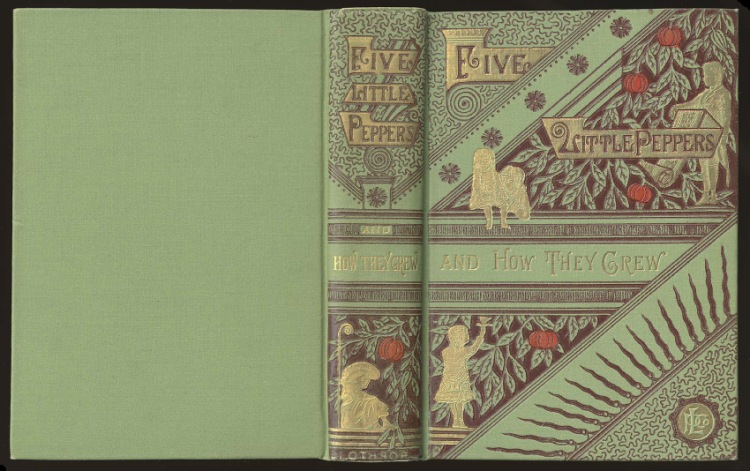 FIVE
LITTLE
PEPPERS
AND
HOW THEY GREW
LOTHROP
FIVE
LITTLE PEPPERS
AND HOW THEY GREW